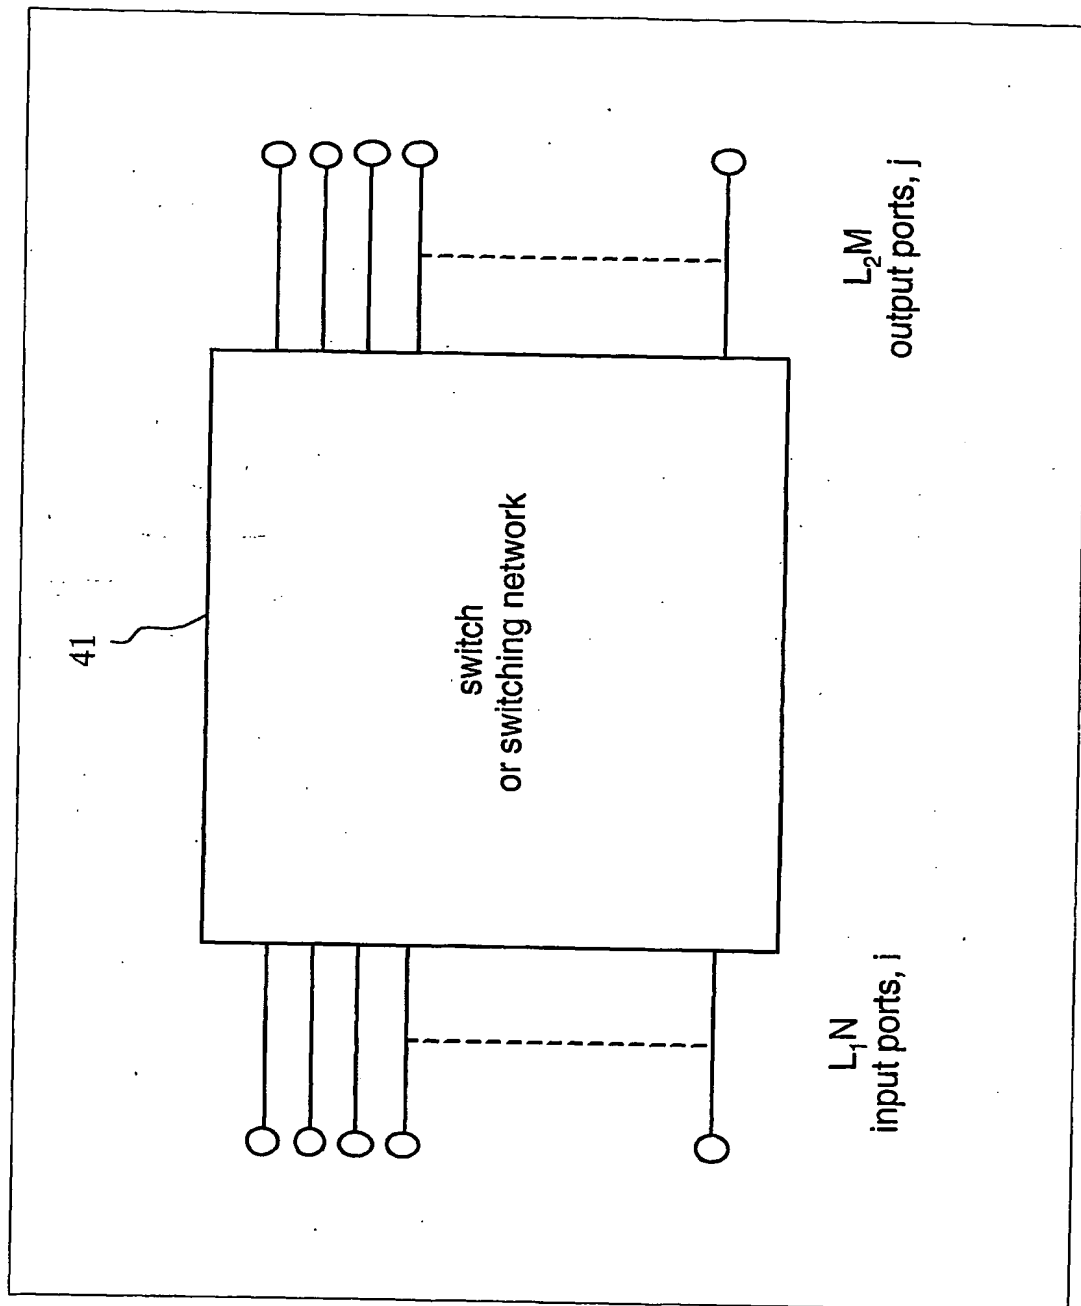 41
switch
or switching network
L₁N
input ports, i
L₂M
output ports, j